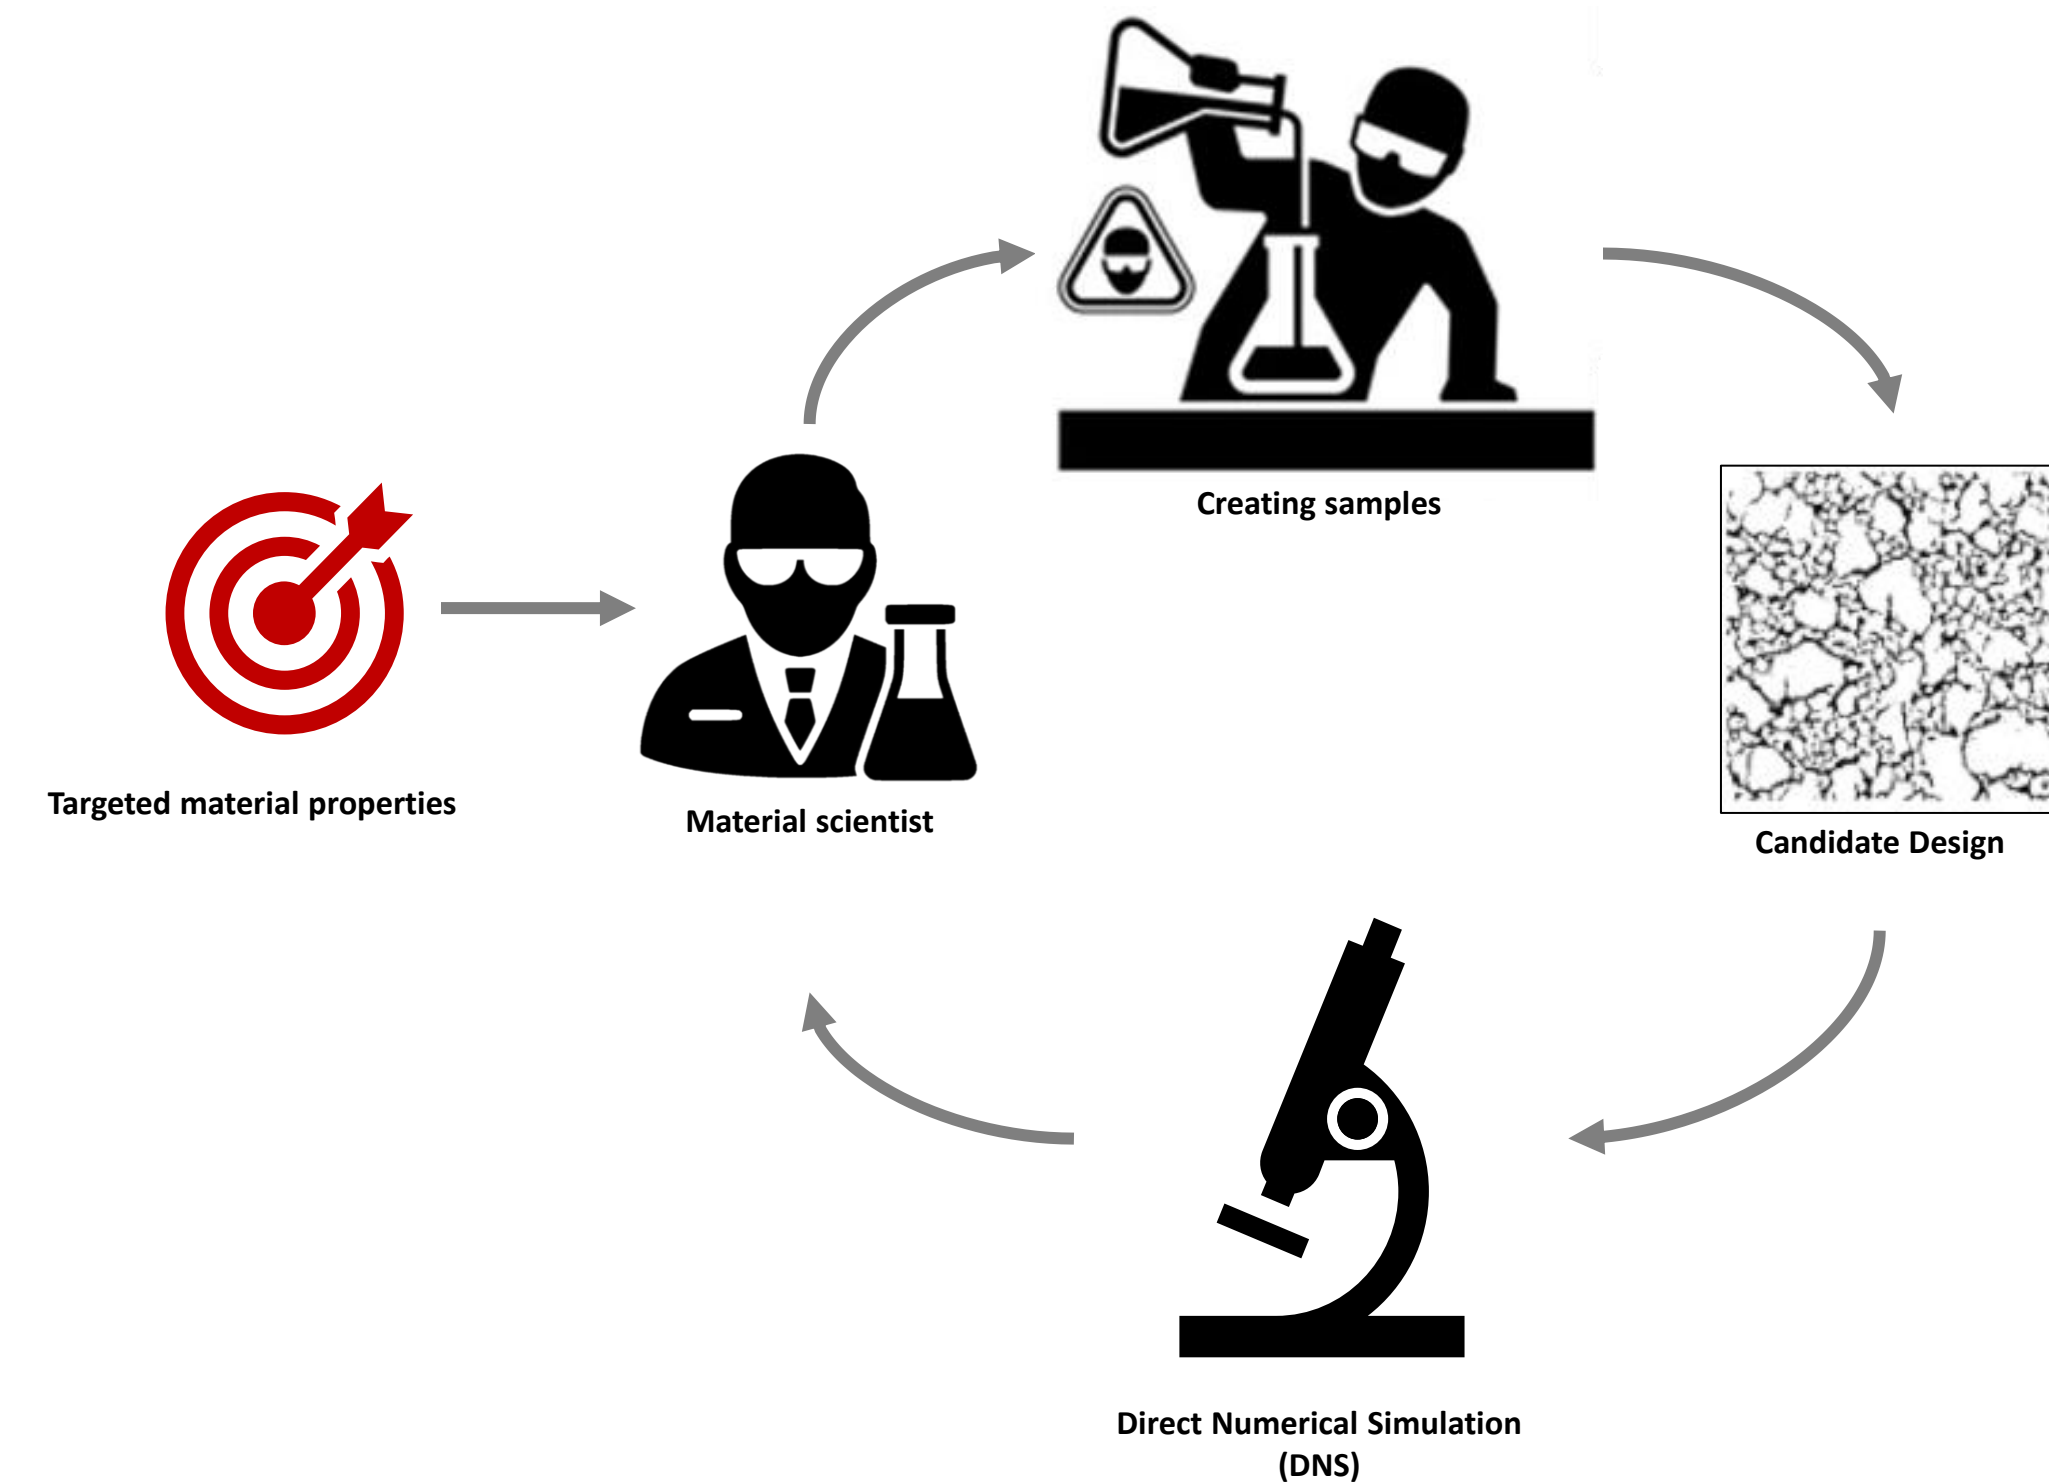 Creating samples
Targeted material properties
Material scientist
Candidate Design
Direct Numerical Simulation
(DNS)